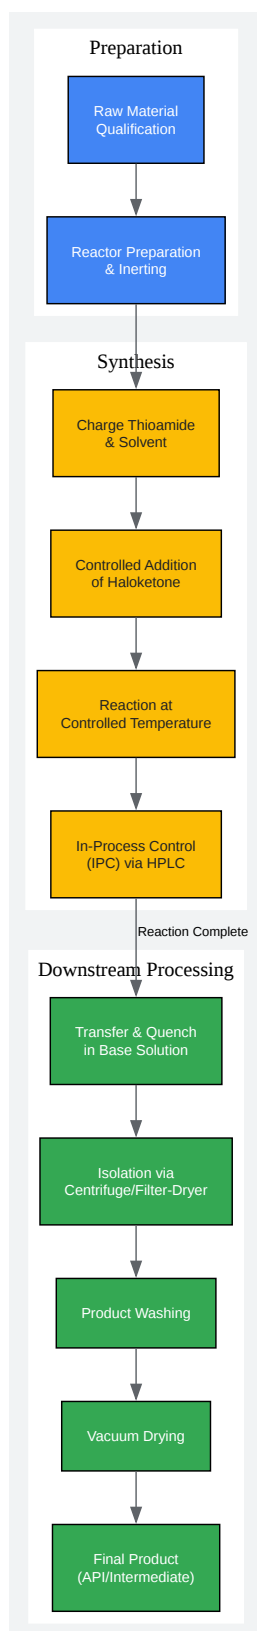 Preparation
Raw Material
Qualification
Reactor Preparation
& Inerting
Synthesis
Charge Thioamide
& Solvent
Controlled Addition
of Haloketone
Reaction at
Controlled Temperature
In-Process Control
(IPC) via HPLC
Reaction Complete
Downstream Processing
Transfer & Quench
in Base Solution
Isolation via
Centrifuge/Filter-Dryer
Product Washing
Vacuum Drying
Final Product
(API/Intermediate)